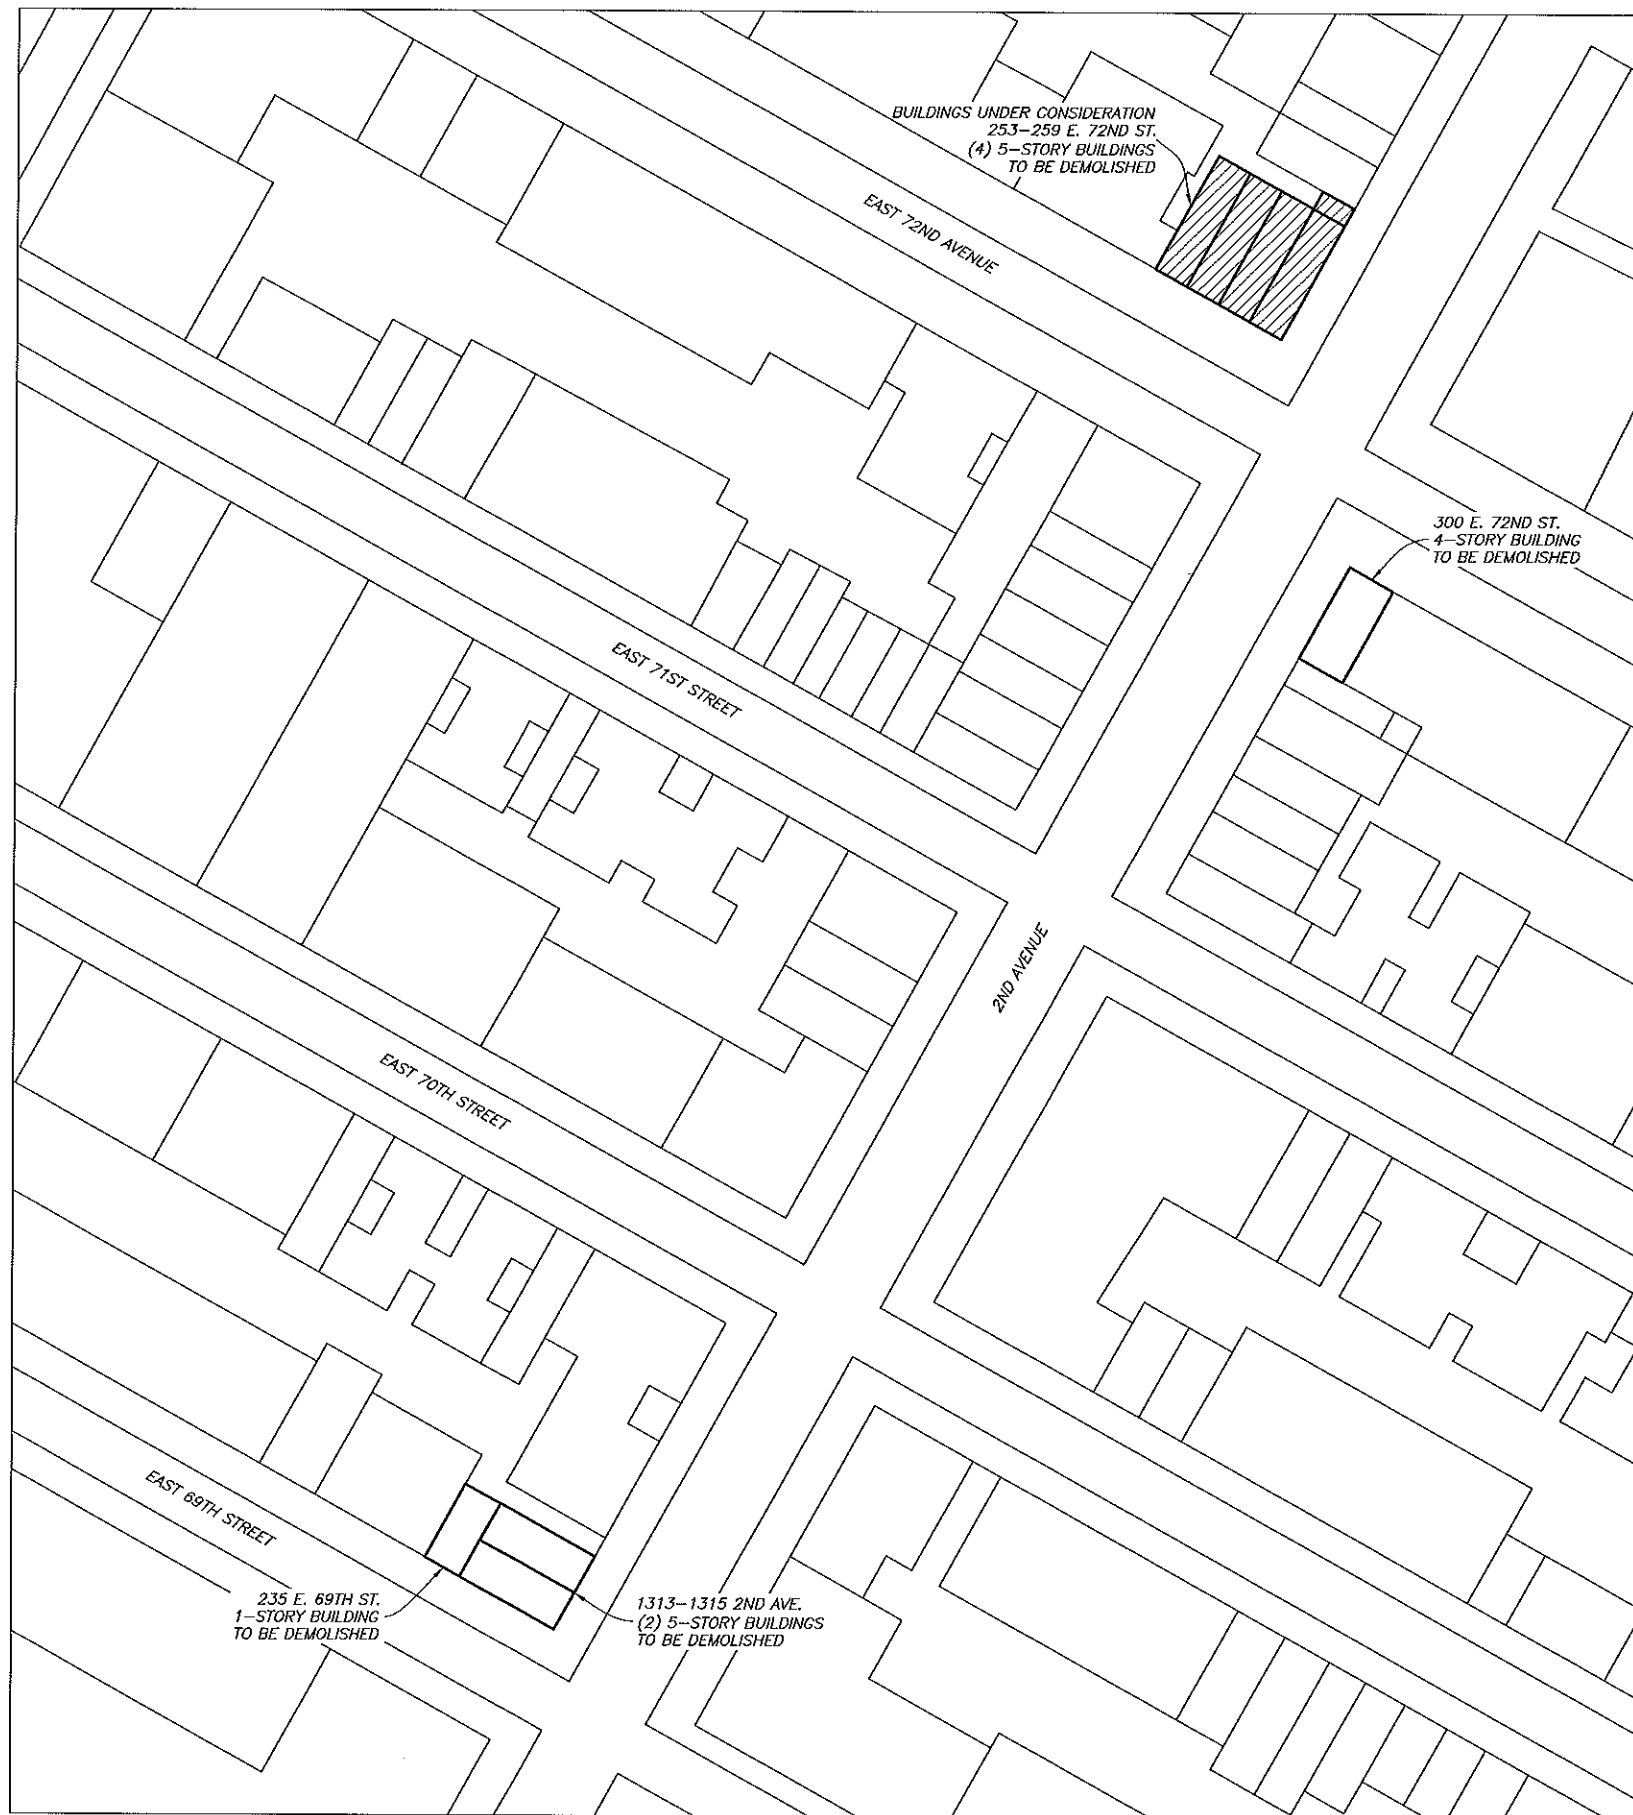 BUILDINGS UNDER CONSIDERATION
253-259 E. 72ND ST.
(4) 5-STORY BUILDINGS
TO BE DEMOLISHED
EAST 72ND AVENUE
300 E. 72ND ST.
4-STORY BUILDING
TO BE DEMOLISHED
EAST 71ST STREET
2ND AVENUE
EAST 70TH STREET
EAST 69TH STREET
235 E. 69TH ST.
1-STORY BUILDING
TO BE DEMOLISHED
1313-1315 2ND AVE.
(2) 5-STORY BUILDINGS
TO BE DEMOLISHED